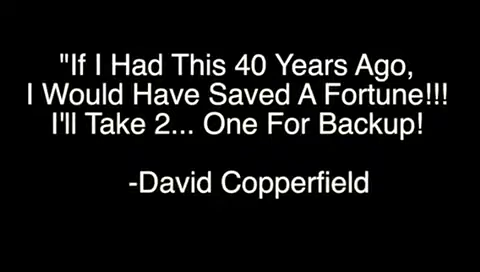 "If I Had This 40 Years Ago,
I Would Have Saved A Fortune!!!
I'll Take 2... One For Backup!
-David Copperfield